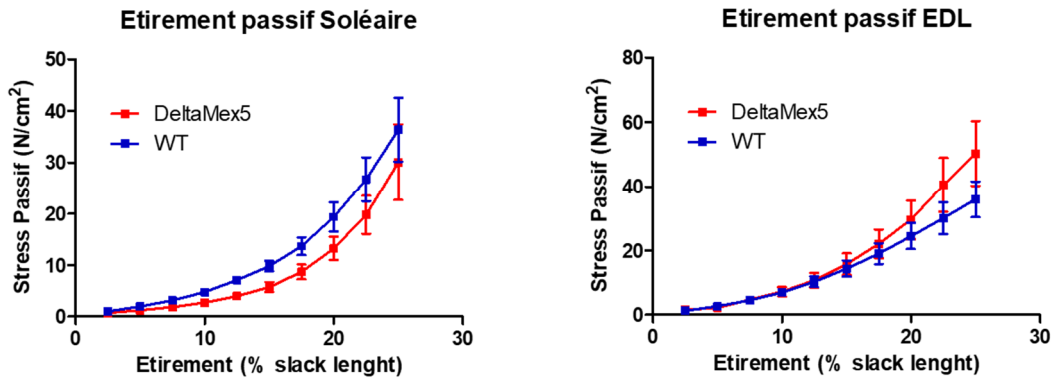 Etirement passif Soléaire
50
40
30
20
10
0
Stress Passif (N/cm²)
DeltaMex5
WT
0 10 20 30
Etirement (% slack lenght)
Etirement passif EDL
80
60
40
20
0
Stress Passif (N/cm²)
DeltaMex5
WT
0 10 20 30
Etirement (% slack lenght)